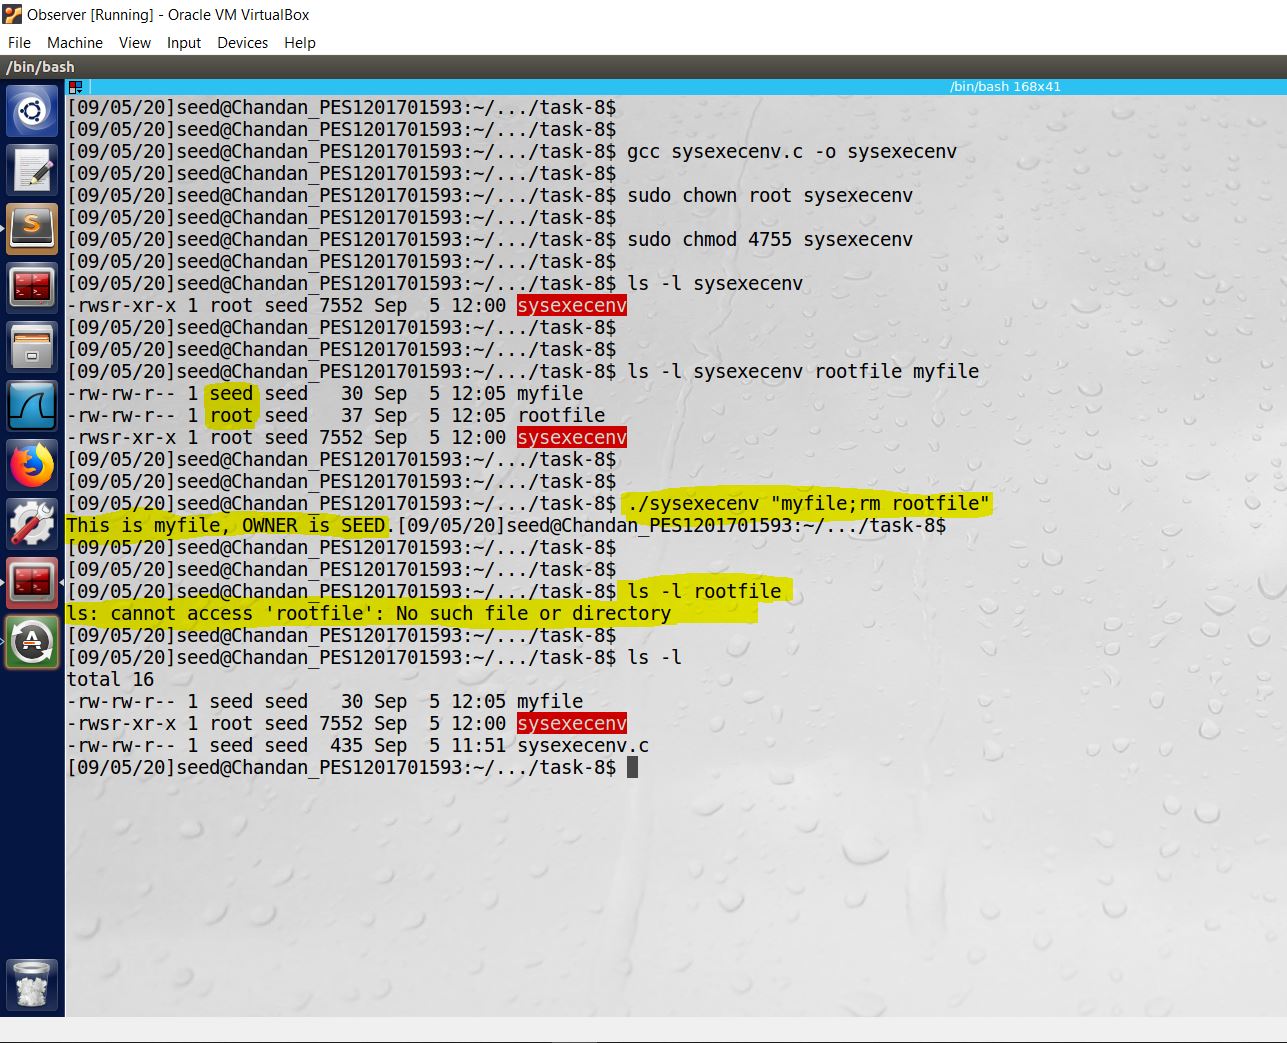 Observer [Running] - Oracle VM VirtualBox
File Machine View Input Devices Help
/bin/bash
/bin/bash 168x41
[09/05/20]seed@Chandan_PES1201701593:~/.../task-8$
[09/05/20]seed@Chandan_PES1201701593:~/.../task-8$
[09/05/20]seed@Chandan_PES1201701593:~/.../task-8$ gcc sysexecenv.c -o sysexecenv
[09/05/20]seed@Chandan_PES1201701593:~/.../task-8$
[09/05/20]seed@Chandan_PES1201701593:~/.../task-8$ sudo chown root sysexecenv
[09/05/20]seed@Chandan_PES1201701593:~/.../task-8$
[09/05/20]seed@Chandan_PES1201701593:~/.../task-8$ sudo chmod 4755 sysexecenv
[09/05/20]seed@Chandan_PES1201701593:~/.../task-8$
[09/05/20]seed@Chandan_PES1201701593:~/.../task-8$ ls -l sysexecenv
-rwsr-xr-x 1 root seed 7552 Sep  5 12:00 sysexecenv
[09/05/20]seed@Chandan_PES1201701593:~/.../task-8$
[09/05/20]seed@Chandan_PES1201701593:~/.../task-8$
[09/05/20]seed@Chandan_PES1201701593:~/.../task-8$ ls -l sysexecenv rootfile myfile
-rw-rw-r-- 1 seed seed   30 Sep  5 12:05 myfile
-rw-rw-r-- 1 root seed   37 Sep  5 12:05 rootfile
-rwsr-xr-x 1 root seed 7552 Sep  5 12:00 sysexecenv
[09/05/20]seed@Chandan_PES1201701593:~/.../task-8$
[09/05/20]seed@Chandan_PES1201701593:~/.../task-8$
[09/05/20]seed@Chandan_PES1201701593:~/.../task-8$ ./sysexecenv "myfile;rm rootfile"
This is myfile, OWNER is SEED.[09/05/20]seed@Chandan_PES1201701593:~/.../task-8$
[09/05/20]seed@Chandan_PES1201701593:~/.../task-8$
[09/05/20]seed@Chandan_PES1201701593:~/.../task-8$
[09/05/20]seed@Chandan_PES1201701593:~/.../task-8$ ls -l rootfile
ls: cannot access 'rootfile': No such file or directory
[09/05/20]seed@Chandan_PES1201701593:~/.../task-8$
[09/05/20]seed@Chandan_PES1201701593:~/.../task-8$ ls -l
total 16
-rw-rw-r-- 1 seed seed   30 Sep  5 12:05 myfile
-rwsr-xr-x 1 root seed 7552 Sep  5 12:00 sysexecenv
-rw-rw-r-- 1 seed seed  435 Sep  5 11:51 sysexecenv.c
[09/05/20]seed@Chandan_PES1201701593:~/.../task-8$